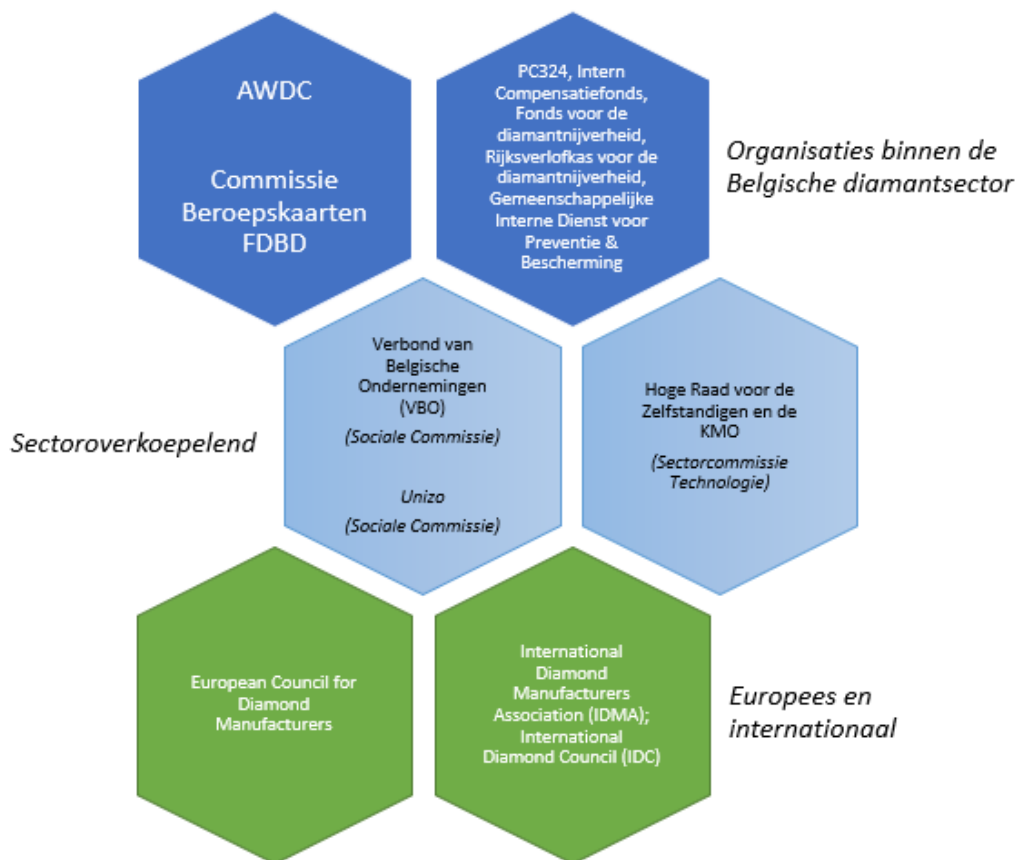 AWDC
Commissie
Beroepskaarten
FDBD
PC324, Intern
Compensatiefonds,
Fonds voor de
diamantnijverheid,
Rijksverlofkas voor de
diamantnijverheid,
Gemeenschappelijke
Interne Dienst voor
Preventie &
Bescherming
Organisaties binnen de
Belgische diamantsector
Sectoroverkoepelend
Verbond van
Belgische
Ondernemingen
(VBO)
(Sociale Commissie)
Unizo
(Sociale Commissie)
Hoge Raad voor de
Zelfstandigen en de
KMO
(Sectorcommissie
Technologie)
European Council for
Diamond
Manufacturers
International
Diamond
Manufacturers
Association (IDMA);
International
Diamond Council (IDC)
Europees en
internationaal